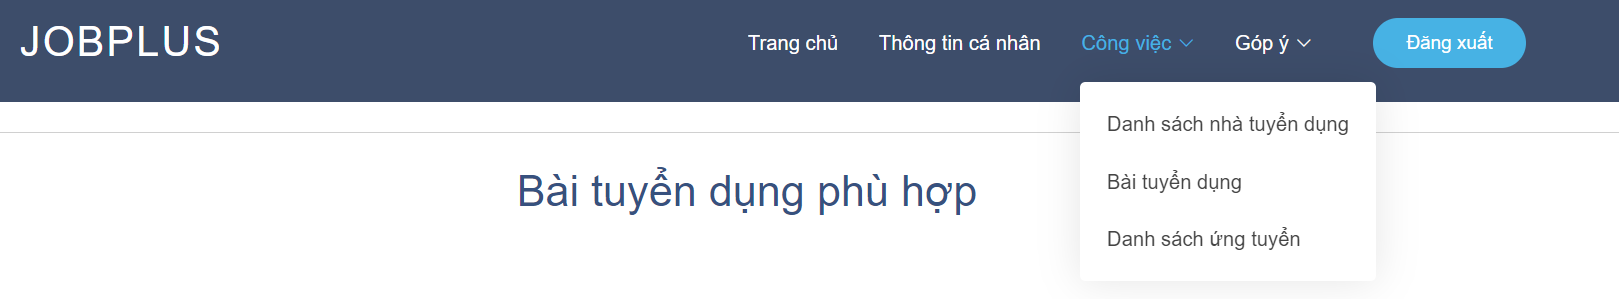 JOBPLUS
Trang chủ
Thông tin cá nhân
Công việc
Góp ý
Đăng xuất
Danh sách nhà tuyển dụng
Bài tuyển dụng
Danh sách ứng tuyển
Bài tuyển dụng phù hợp